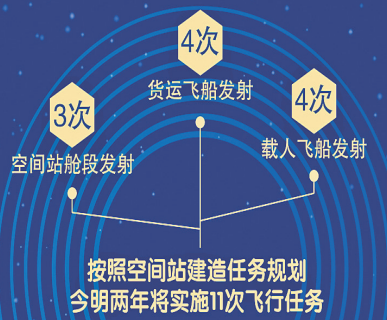 4次
货运飞船发射
3次
空间站舱段发射
4次
载人飞船发射
按照空间站建造任务规划
今明两年将实施11次飞行任务